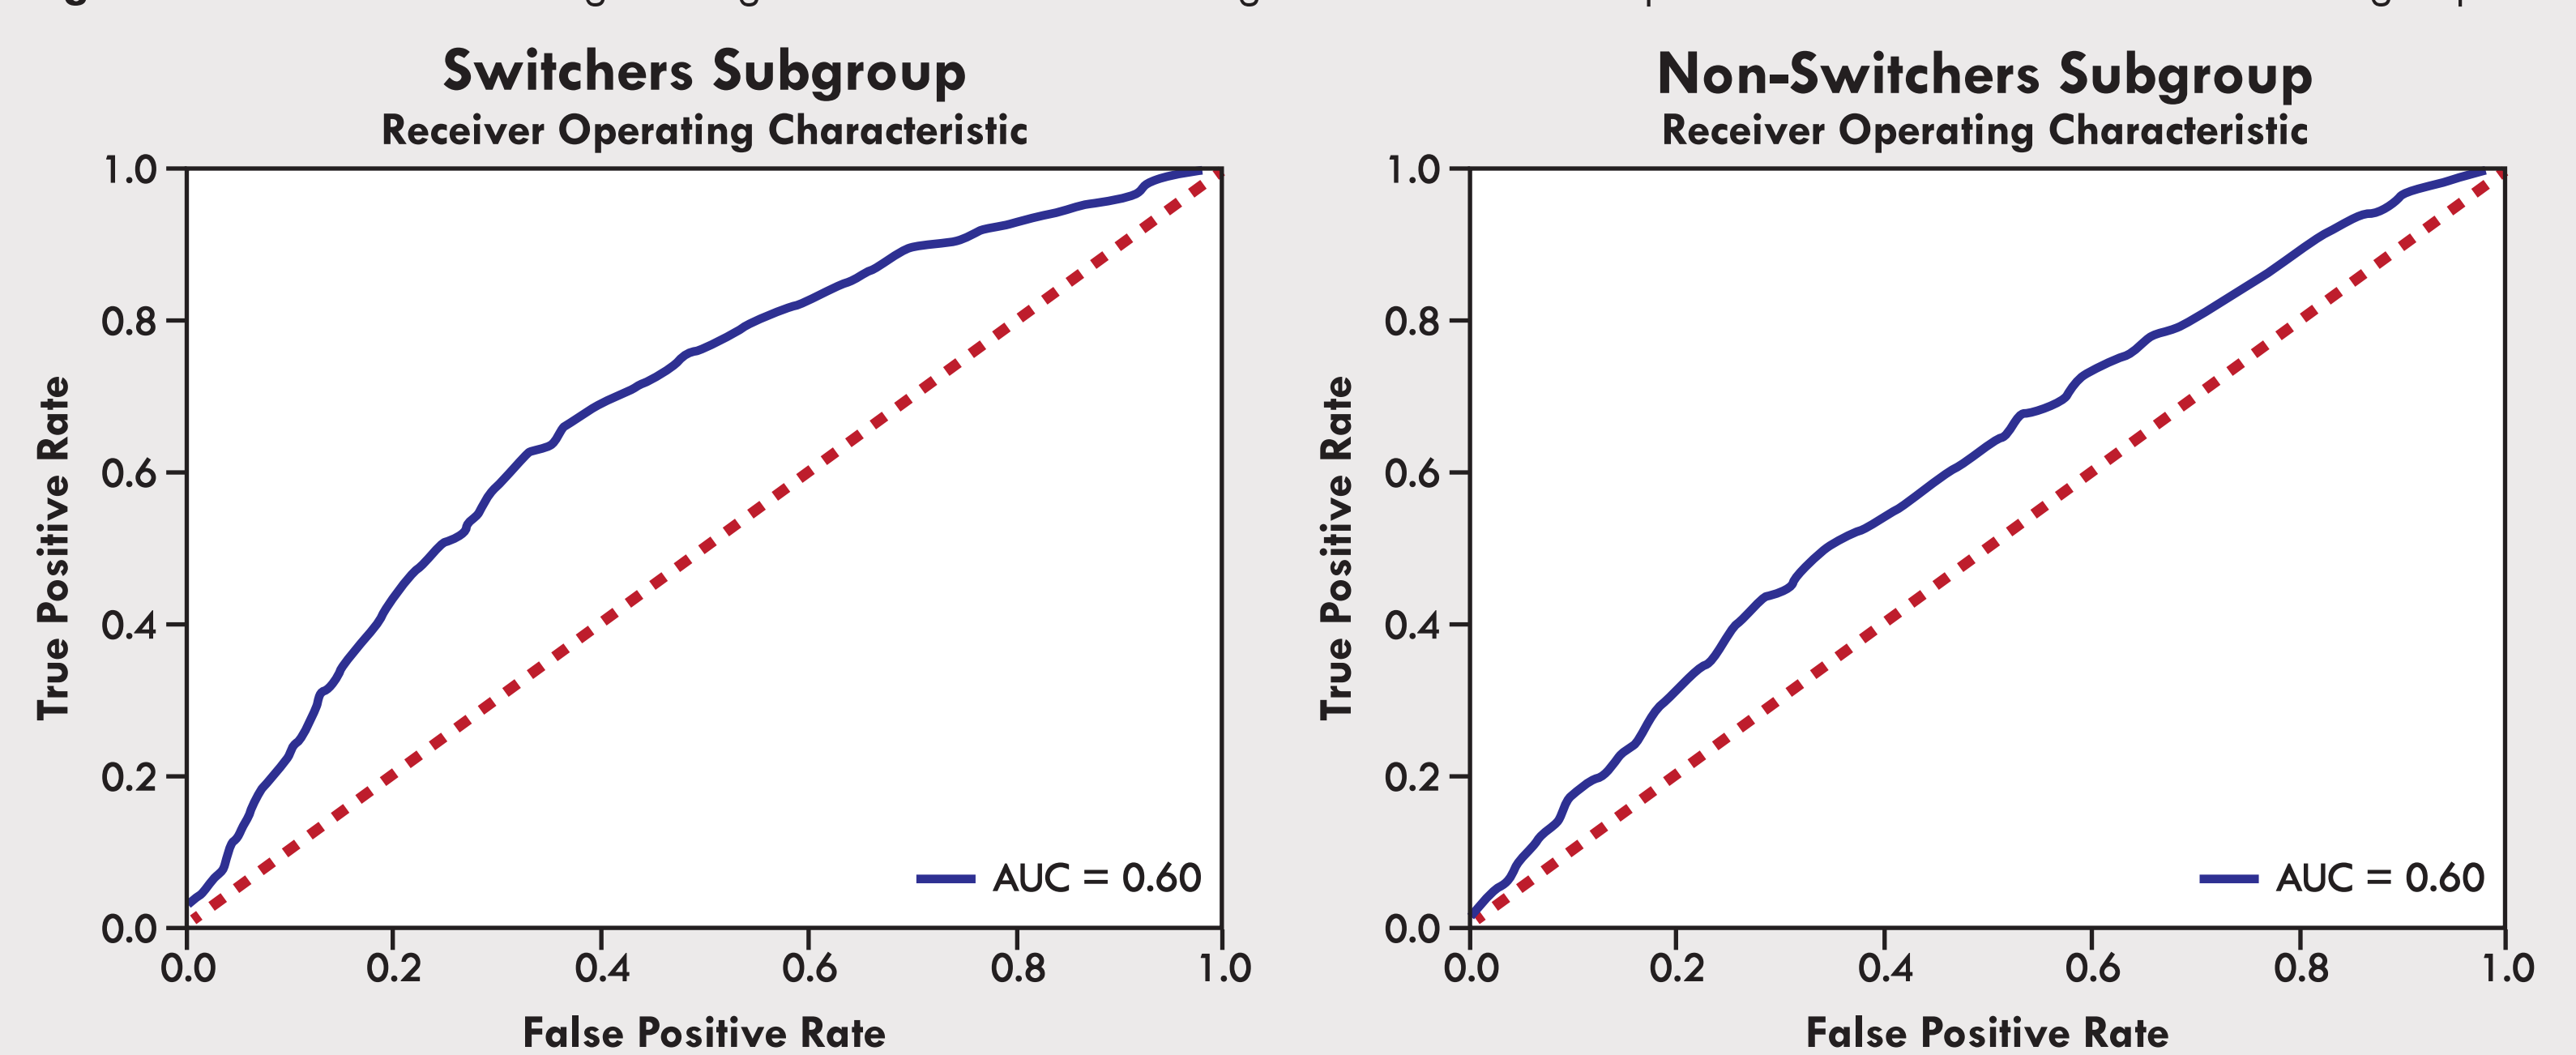 Switchers Subgroup
Receiver Operating Characteristic
1.0
0.8
0.6
0.4
0.2
0.0
True Positive Rate
0.0 0.2 0.4 0.6 0.8 1.0
False Positive Rate
AUC = 0.60
Non-Switchers Subgroup
Receiver Operating Characteristic
1.0
0.8
0.6
0.4
0.2
0.0
True Positive Rate
0.0 0.2 0.4 0.6 0.8 1.0
False Positive Rate
AUC = 0.60